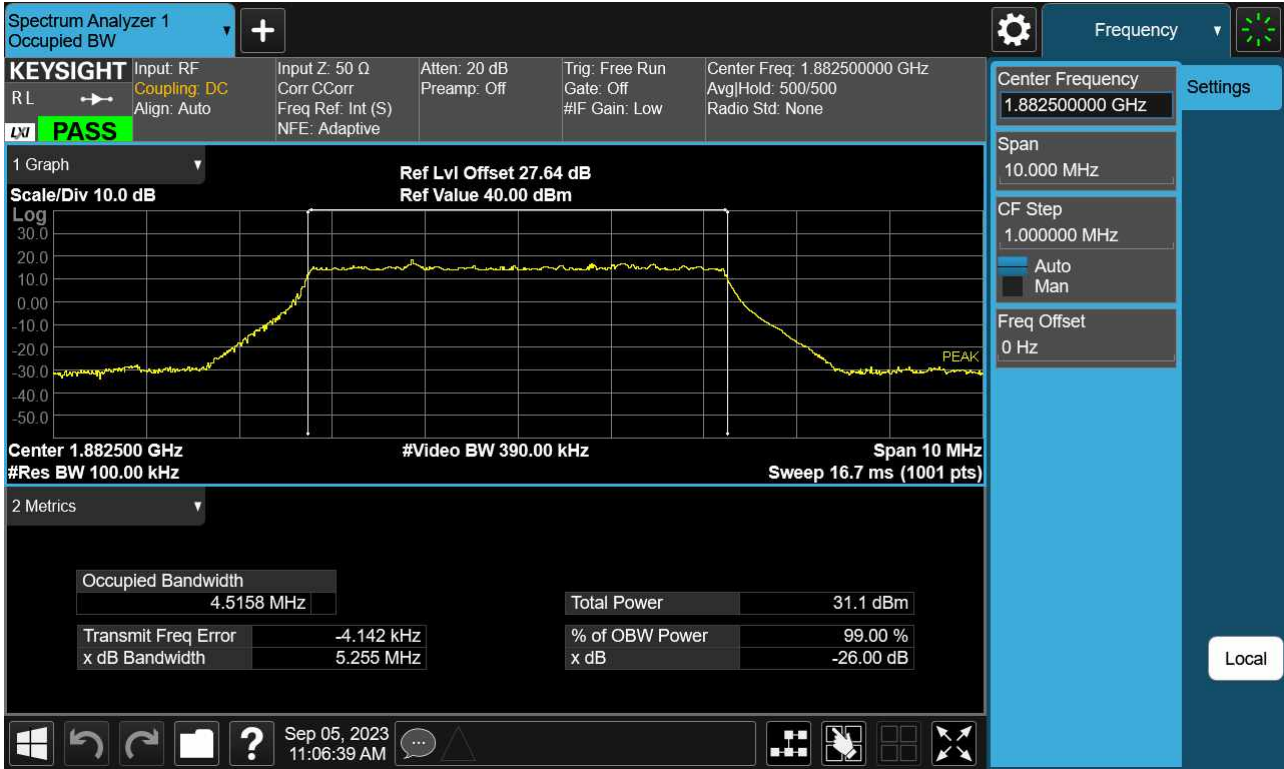 Spectrum Analyzer 1
Occupied BW
Frequency
KEYSIGHT
R L
LXI PASS
Input: RF
Coupling: DC
Align: Auto
Input Z: 50 Ω
Corr CCorr
Freq Ref: Int (S)
NFE: Adaptive
Atten: 20 dB
Preamp: Off
Trig: Free Run
Gate: Off
#IF Gain: Low
Center Freq: 1.882500000 GHz
Avg|Hold: 500/500
Radio Std: None
1 Graph
Scale/Div 10.0 dB
Ref Lvl Offset 27.64 dB
Ref Value 40.00 dBm
Log
30.0
20.0
10.0
0.00
-10.0
-20.0
-30.0
-40.0
-50.0
PEAK
Center 1.882500 GHz #Video BW 390.00 kHz Span 10 MHz
#Res BW 100.00 kHz Sweep 16.7 ms (1001 pts)
2 Metrics
Occupied Bandwidth
4.5158 MHz
Total Power 31.1 dBm
Transmit Freq Error -4.142 kHz
% of OBW Power 99.00 %
x dB Bandwidth 5.255 MHz
x dB -26.00 dB
Sep 05, 2023
11:06:39 AM
Center Frequency
1.882500000 GHz
Settings
Span
10.000 MHz
CF Step
1.000000 MHz
Auto
Man
Freq Offset
0 Hz
Local